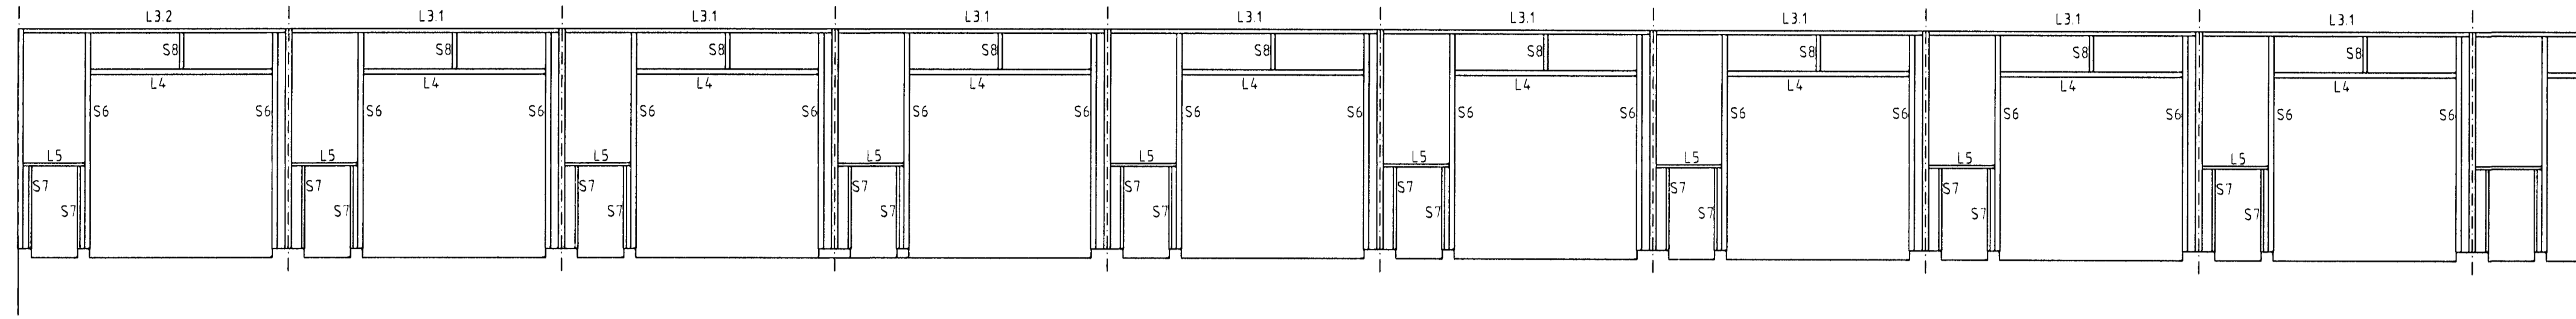 L3.2 L3.1 L3.1 L3.1 L3.1 L3.1 L3.1 L3.1 L3.1
S8 S8 S8 S8 S8 S8 S8 S8 S8
L4 L4 L4 L4 L4 L4 L4 L4 L4
S6 S6 S6 S6 S6 S6 S6 S6 S6 S6 S6 S6 S6 S6 S6 S6 S6 S6
L5 L5 L5 L5 L5 L5 L5 L5 L5
S7 S7 S7 S7 S7 S7 S7 S7 S7
S7 S7 S7 S7 S7 S7 S7 S7 S7